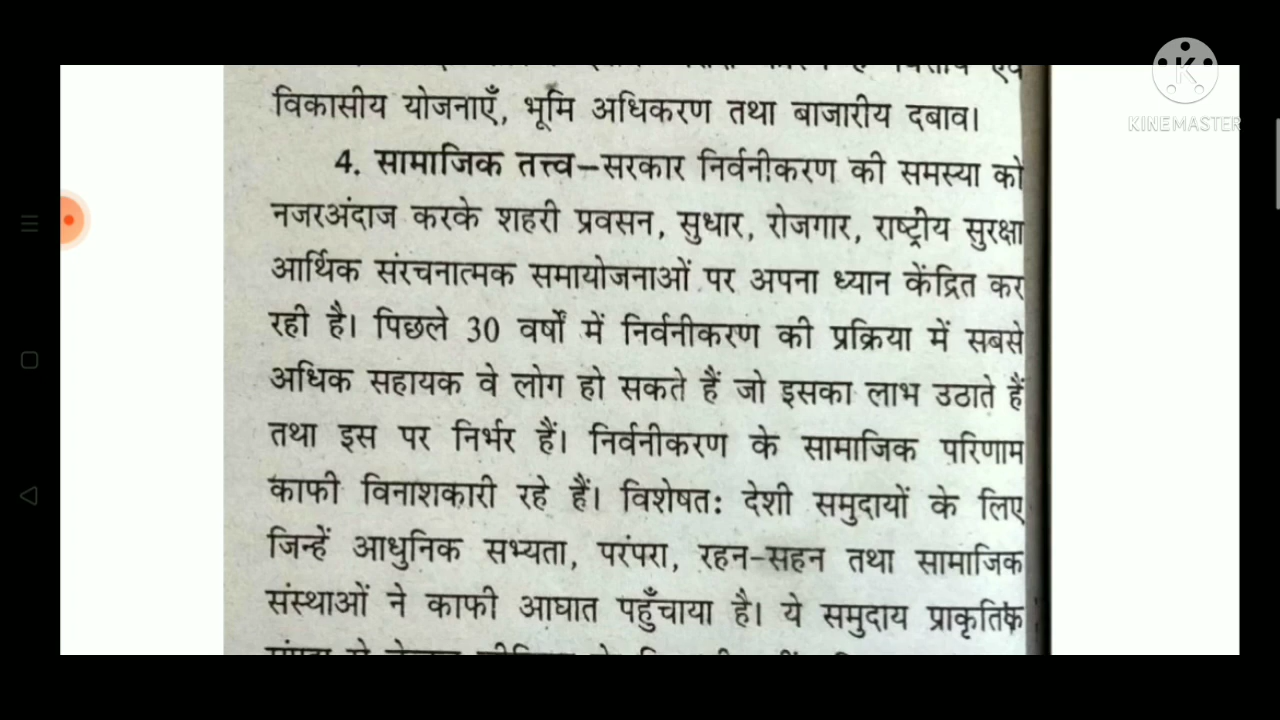 विकासीय योजनाएँ, भूमि अधिकरण तथा बाजारीय दबाव।
4. सामाजिक तत्त्व–सरकार निर्वनीकरण की समस्या को
नजरअंदाज करके शहरी प्रवसन, सुधार, रोजगार, राष्ट्रीय सुरक्षा
आर्थिक संरचनात्मक समायोजनाओं पर अपना ध्यान केंद्रित कर
रही है। पिछले 30 वर्षों में निर्वनीकरण की प्रक्रिया में सबसे
अधिक सहायक वे लोग हो सकते हैं जो इसका लाभ उठाते हैं
तथा इस पर निर्भर हैं। निर्वनीकरण के सामाजिक परिणाम
काफी विनाशकारी रहे हैं। विशेषत: देशी समुदायों के लिए
जिन्हें आधुनिक सभ्यता, परंपरा, रहन-सहन तथा सामाजिक
संस्थाओं ने काफी आघात पहुँचाया है। ये समुदाय प्राकृतिक
K
KINEMASTER